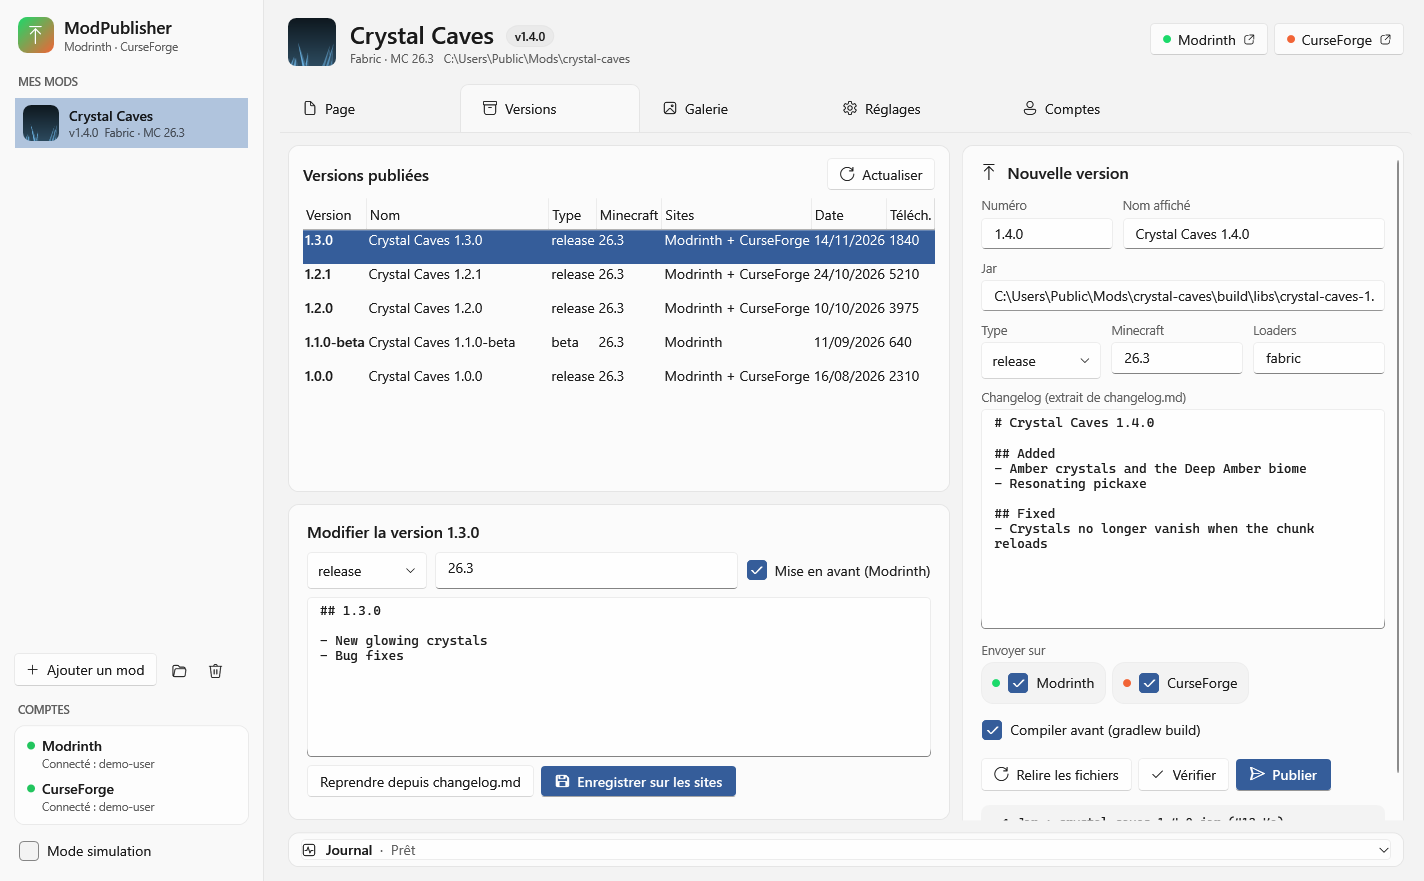 ModPublisher
Modrinth · CurseForge
MES MODS
Crystal Caves
v1.4.0 Fabric · MC 26.3
Ajouter un mod
COMPTES
Modrinth
Connecté : demo-user
CurseForge
Connecté : demo-user
Mode simulation
Crystal Caves v1.4.0
Fabric · MC 26.3 C:\Users\Public\Mods\crystal-caves
Modrinth
CurseForge
Page
Versions
Galerie
Réglages
Comptes
Versions publiées
Actualiser
Version Nom Type Minecraft Sites Date Téléch.
1.3.0 Crystal Caves 1.3.0 release 26.3 Modrinth + CurseForge 14/11/2026 1840
1.2.1 Crystal Caves 1.2.1 release 26.3 Modrinth + CurseForge 24/10/2026 5210
1.2.0 Crystal Caves 1.2.0 release 26.3 Modrinth + CurseForge 10/10/2026 3975
1.1.0-beta Crystal Caves 1.1.0-beta beta 26.3 Modrinth 11/09/2026 640
1.0.0 Crystal Caves 1.0.0 release 26.3 Modrinth + CurseForge 16/08/2026 2310
Modifier la version 1.3.0
release
26.3
Mise en avant (Modrinth)
## 1.3.0
- New glowing crystals
- Bug fixes
Reprendre depuis changelog.md
Enregistrer sur les sites
Nouvelle version
Numéro Nom affiché
1.4.0 Crystal Caves 1.4.0
Jar
C:\Users\Public\Mods\crystal-caves\build\libs\crystal-caves-1.
Type Minecraft Loaders
release 26.3 fabric
Changelog (extrait de changelog.md)
# Crystal Caves 1.4.0
## Added
- Amber crystals and the Deep Amber biome
- Resonating pickaxe
## Fixed
- Crystals no longer vanish when the chunk
reloads
Envoyer sur
Modrinth
CurseForge
Compiler avant (gradlew build)
Relire les fichiers
Vérifier
Publier
Journal · Prêt